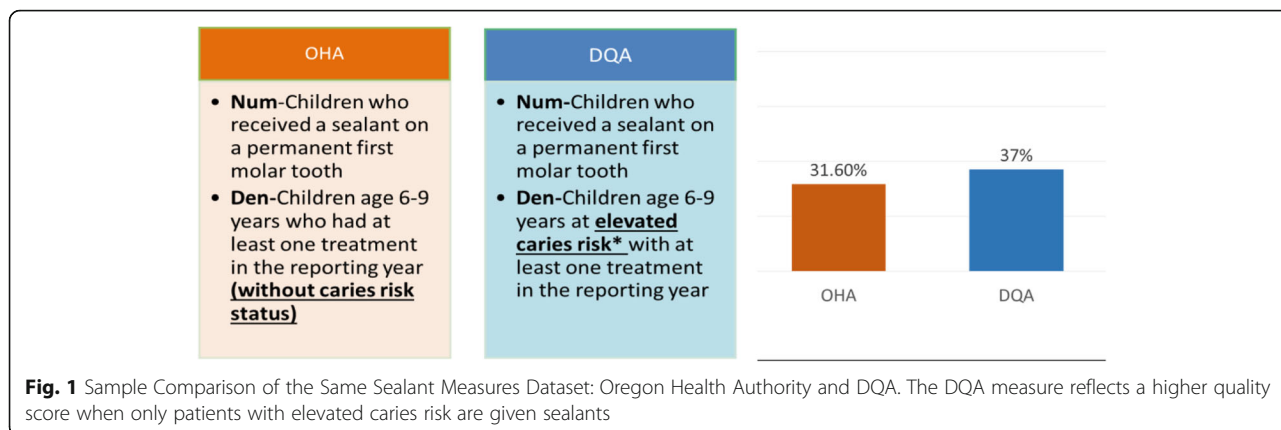 OHA
• Num-Children who
received a sealant on
a permanent first
molar tooth
• Den-Children age 6-9
years who had at
least one treatment
in the reporting year
(without caries risk
status)
DQA
• Num-Children who
received a sealant on
a permanent first
molar tooth
• Den-Children age 6-9
years at elevated
caries risk* with at
least one treatment
in the reporting year
31.60%
37%
OHA
DQA
Fig. 1 Sample Comparison of the Same Sealant Measures Dataset: Oregon Health Authority and DQA. The DQA measure reflects a higher quality
score when only patients with elevated caries risk are given sealants